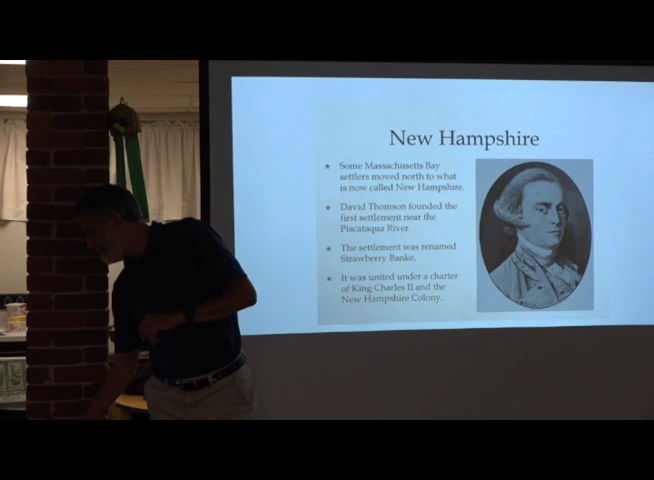 New Hampshire
★ Some Massachusetts Bay
settlers moved north to what
is now called New Hampshire.
★ David Thomson founded the
first settlement near the
Piscataqua River.
★ The settlement was renamed
Strawberry Banke.
★ It was united under a charter
of King Charles II and the
New Hampshire Colony.